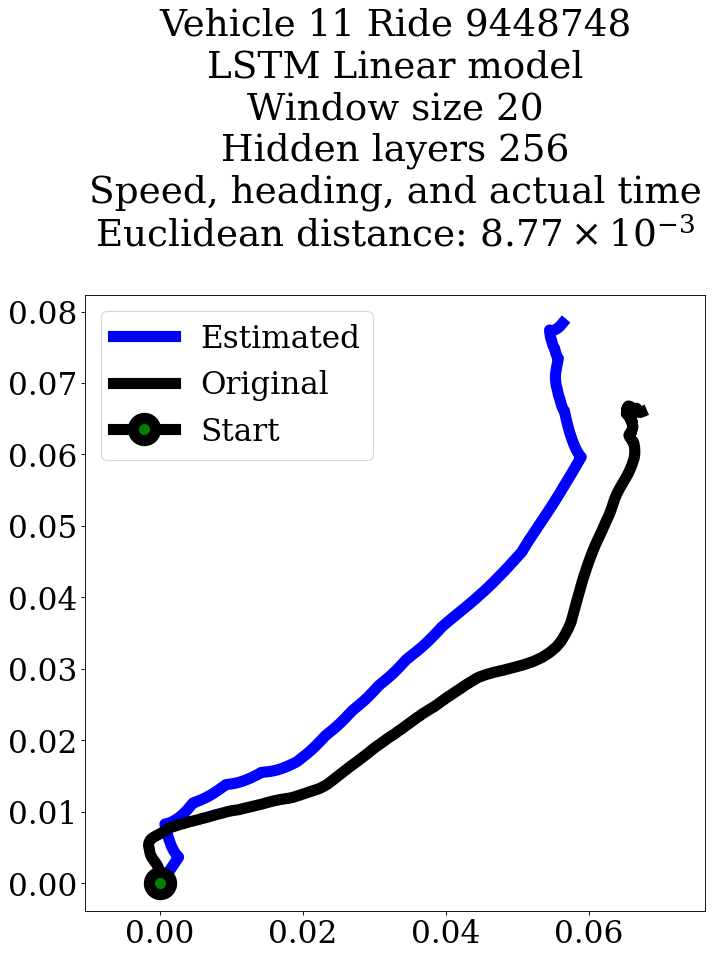 Vehicle 11 Ride 9448748
LSTM Linear model
Window size 20
Hidden layers 256
Speed, heading, and actual time
Euclidean distance: 8.77 × 10⁻³
0.08
0.07
0.06
0.05
0.04
0.03
0.02
0.01
0.00
Estimated
Original
Start
0.00 0.02 0.04 0.06